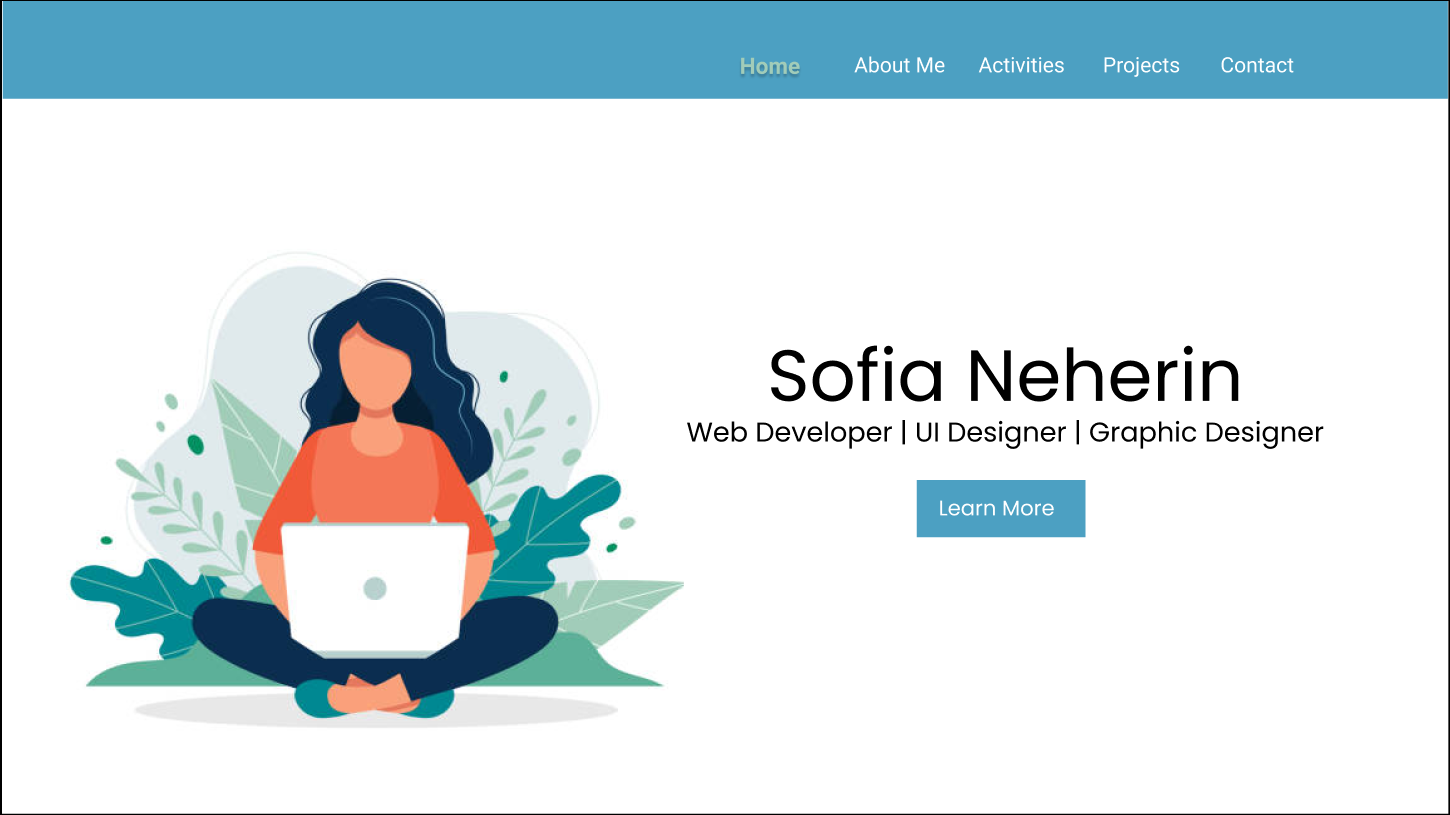 Home About Me Activities Projects Contact
Sofia Neherin
Web Developer | UI Designer | Graphic Designer
Learn More